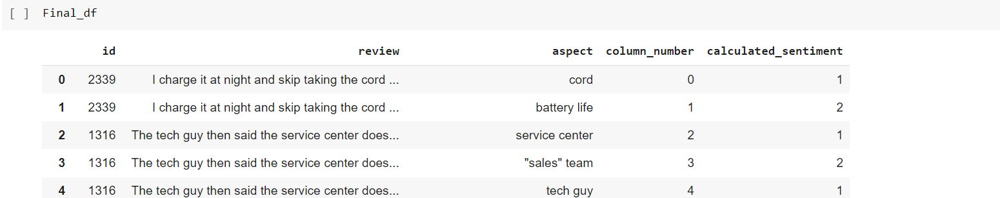 [ ] Final_df
id review aspect column_number calculated_sentiment
0 2339 I charge it at night and skip taking the cord ... cord 0 1
1 2339 I charge it at night and skip taking the cord ... battery life 1 2
2 1316 The tech guy then said the service center does... service center 2 1
3 1316 The tech guy then said the service center does... "sales" team 3 2
4 1316 The tech guy then said the service center does... tech guy 4 1